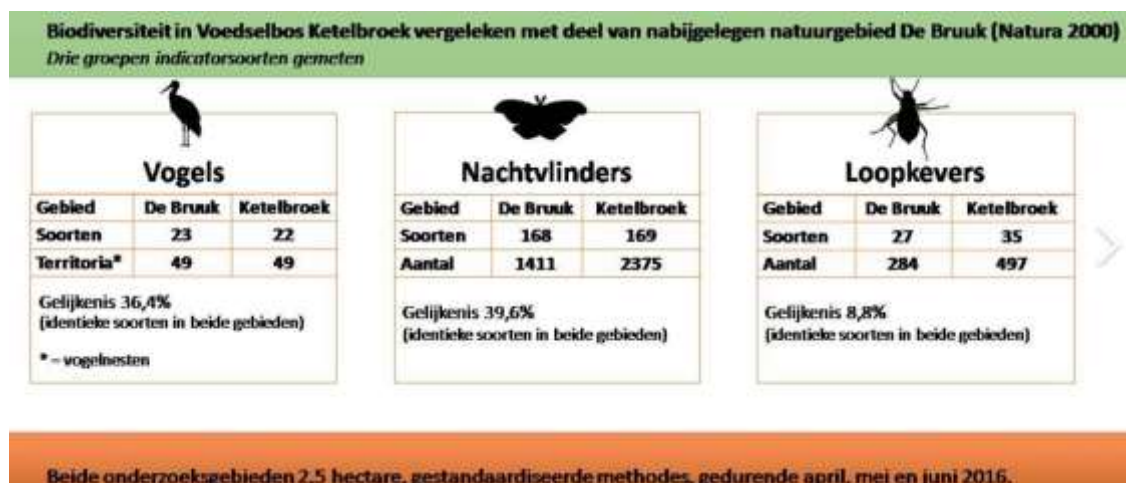 Biodiversiteit in Voedselbos Ketelbroek vergeleken met deel van nabijgelegen natuurgebied De Bruuk (Natura 2000)
Drie groepen indicatorsoorten gemeten
Vogels
Gebied De Bruuk Ketelbroek
Soorten 23 22
Territoria* 49 49
Gelijkenis 36,4%
(identieke soorten in beide gebieden)
* = vogelnesten
Nachtvlinders
Gebied De Bruuk Ketelbroek
Soorten 168 169
Aantal 1411 2375
Gelijkenis 39,6%
(identieke soorten in beide gebieden)
Loopkevers
Gebied De Bruuk Ketelbroek
Soorten 27 35
Aantal 284 497
Gelijkenis 8,8%
(identieke soorten in beide gebieden)
Beide onderzoeksgebieden 2,5 hectare, gestandaardiseerde methodes, gedurende april, mei en juni 2016.